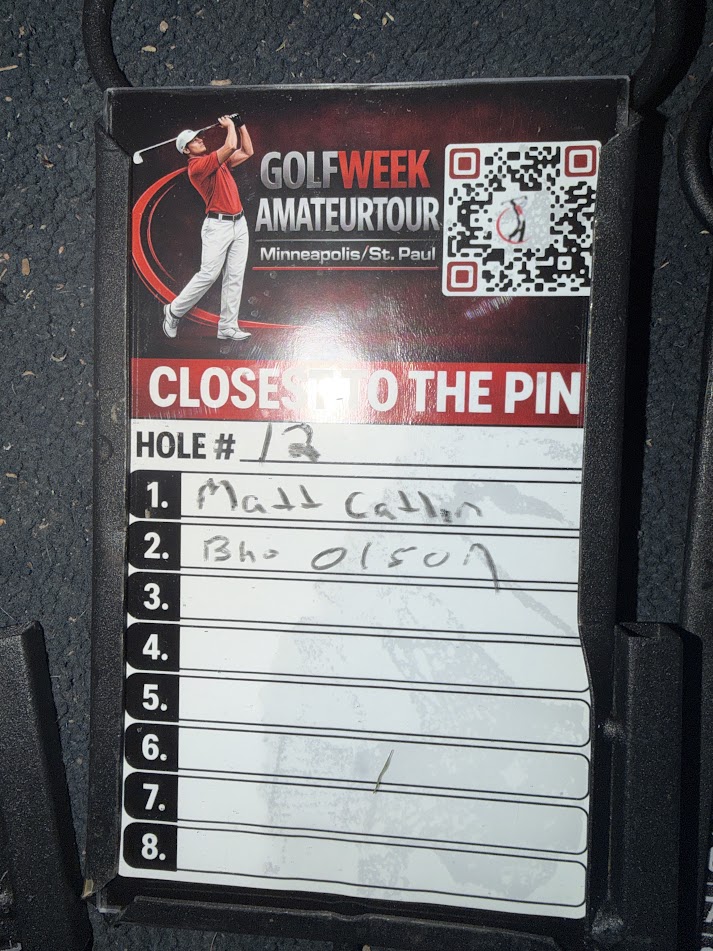 GOLFWEEK
AMATEURTOUR
Minneapolis/St. Paul
CLOSEST TO THE PIN
HOLE # 12
1. Matt Catlin
2. Bho Olson
3.
4.
5.
6.
7.
8.